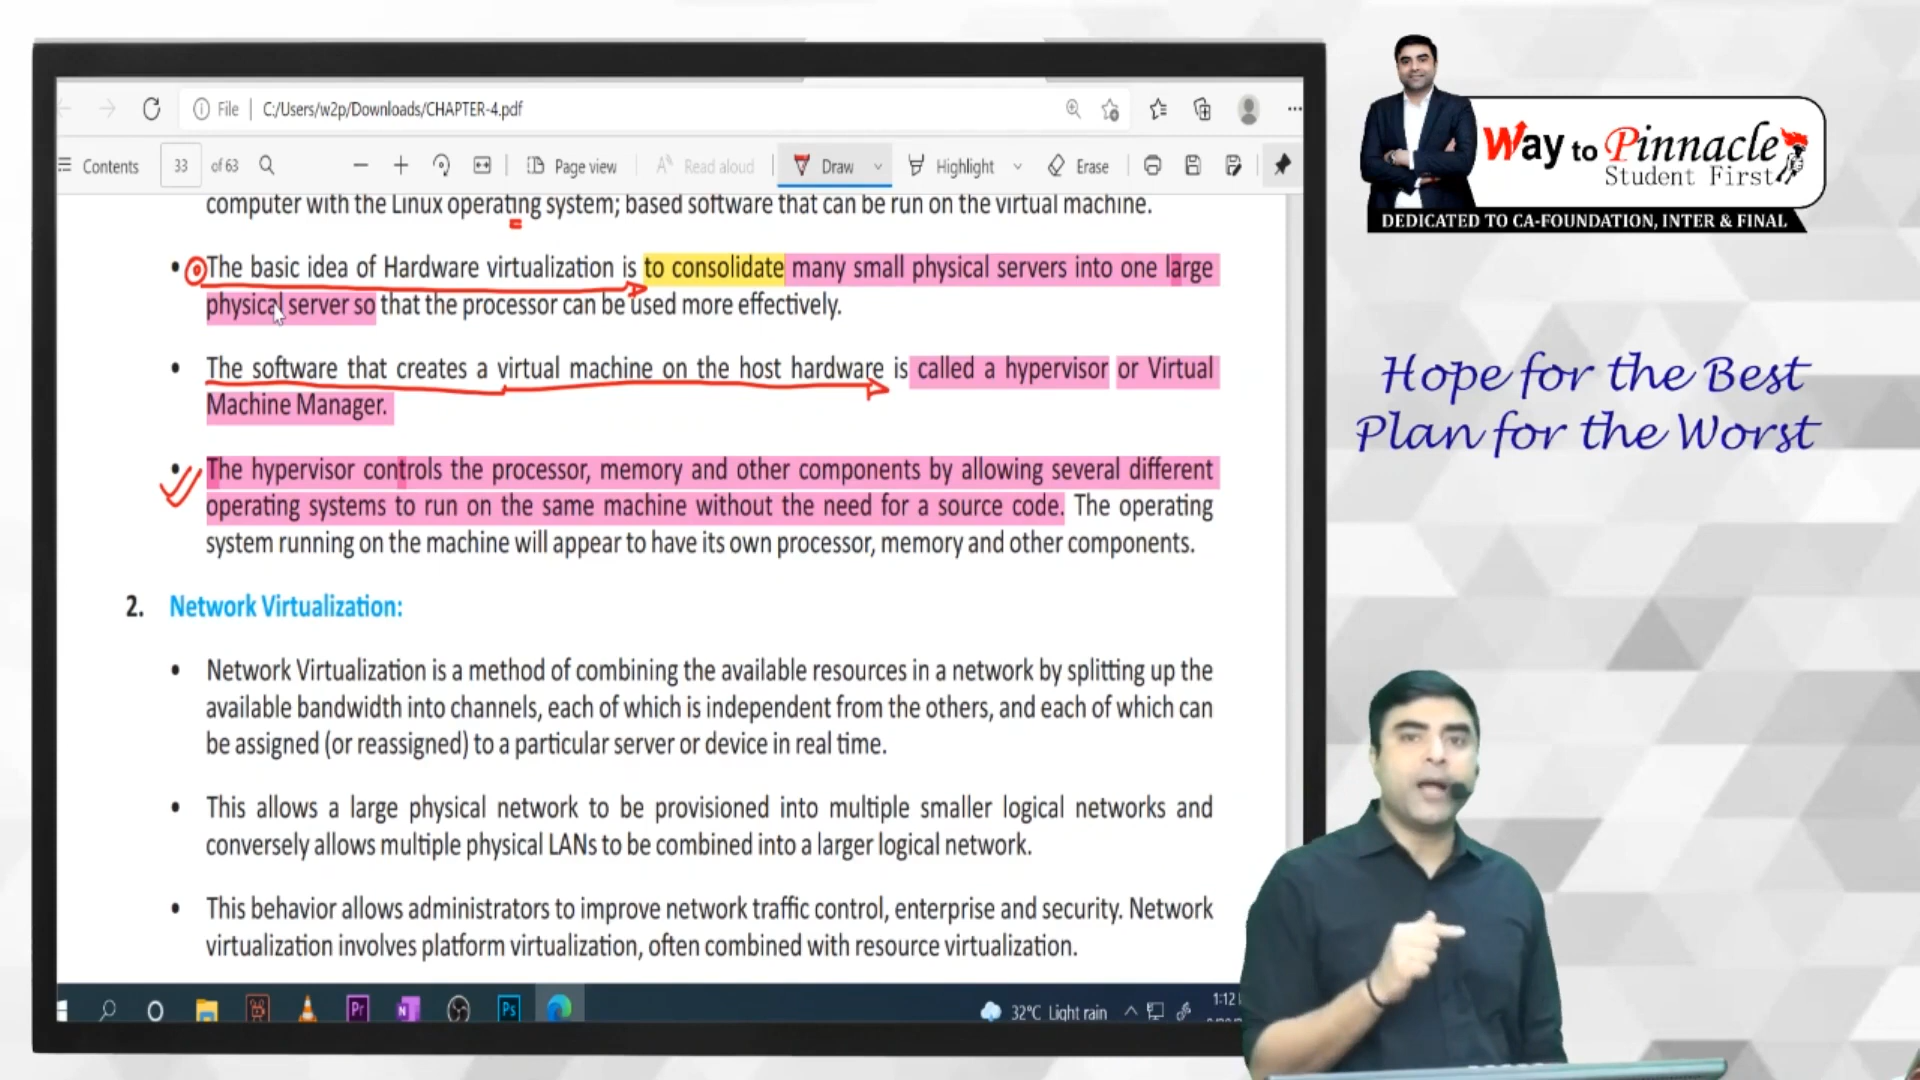 File | C:/Users/w2p/Downloads/CHAPTER-4.pdf
Contents 33 of 63 Page view Read aloud Draw Highlight Erase
computer with the Linux operating system; based software that can be run on the virtual machine.
• The basic idea of Hardware virtualization is to consolidate many small physical servers into one large
physical server so that the processor can be used more effectively.
• The software that creates a virtual machine on the host hardware is called a hypervisor or Virtual
Machine Manager.
• The hypervisor controls the processor, memory and other components by allowing several different
operating systems to run on the same machine without the need for a source code. The operating
system running on the machine will appear to have its own processor, memory and other components.
2. Network Virtualization:
• Network Virtualization is a method of combining the available resources in a network by splitting up the
available bandwidth into channels, each of which is independent from the others, and each of which can
be assigned (or reassigned) to a particular server or device in real time.
• This allows a large physical network to be provisioned into multiple smaller logical networks and
conversely allows multiple physical LANs to be combined into a larger logical network.
• This behavior allows administrators to improve network traffic control, enterprise and security. Network
virtualization involves platform virtualization, often combined with resource virtualization.
Pr N Ps 32°C Light rain 1:12
Way to Pinnacle
Student First
DEDICATED TO CA-FOUNDATION, INTER & FINAL
Hope for the Best
Plan for the Worst